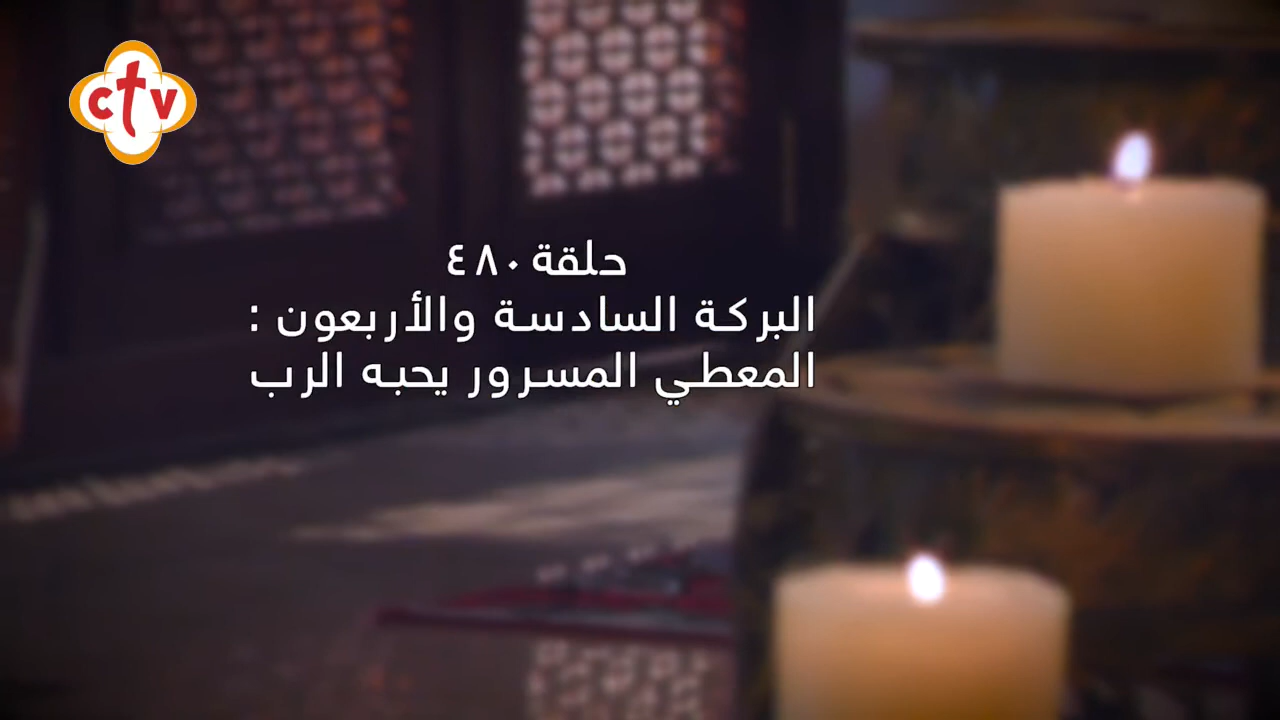 ctv
حلقة ٤٨٠
البركة السادسة والأربعون :
المعطي المسرور يحبه الرب